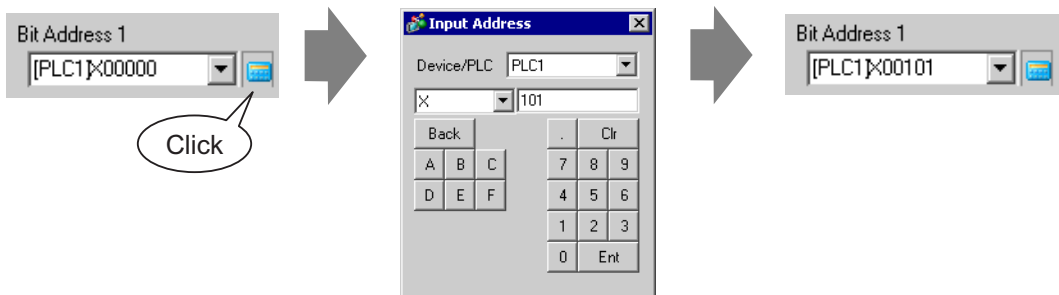 Bit Address 1
[PLC1]X00000
Click
Input Address
Device/PLC PLC1
X 101
Back . Clr
A B C 7 8 9
D E F 4 5 6
1 2 3
0 Ent
Bit Address 1
[PLC1]X00101